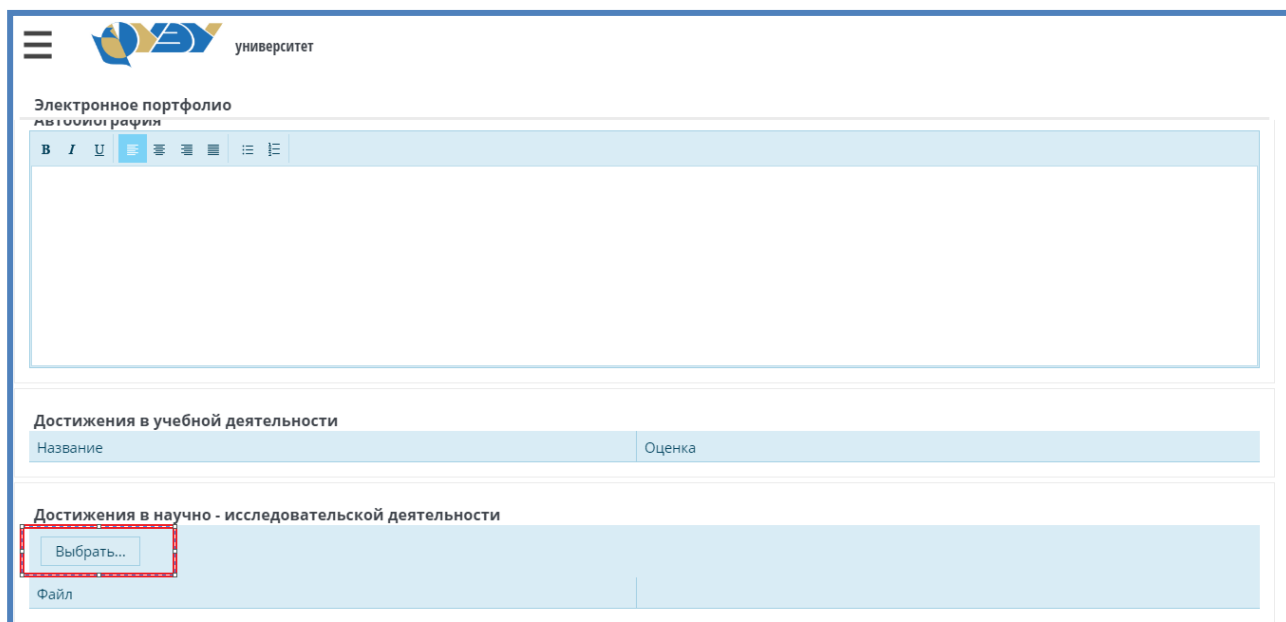 университет
Электронное портфолио
Автобиография
B I U
Достижения в учебной деятельности
Название Оценка
Достижения в научно - исследовательской деятельности
Выбрать...
Файл